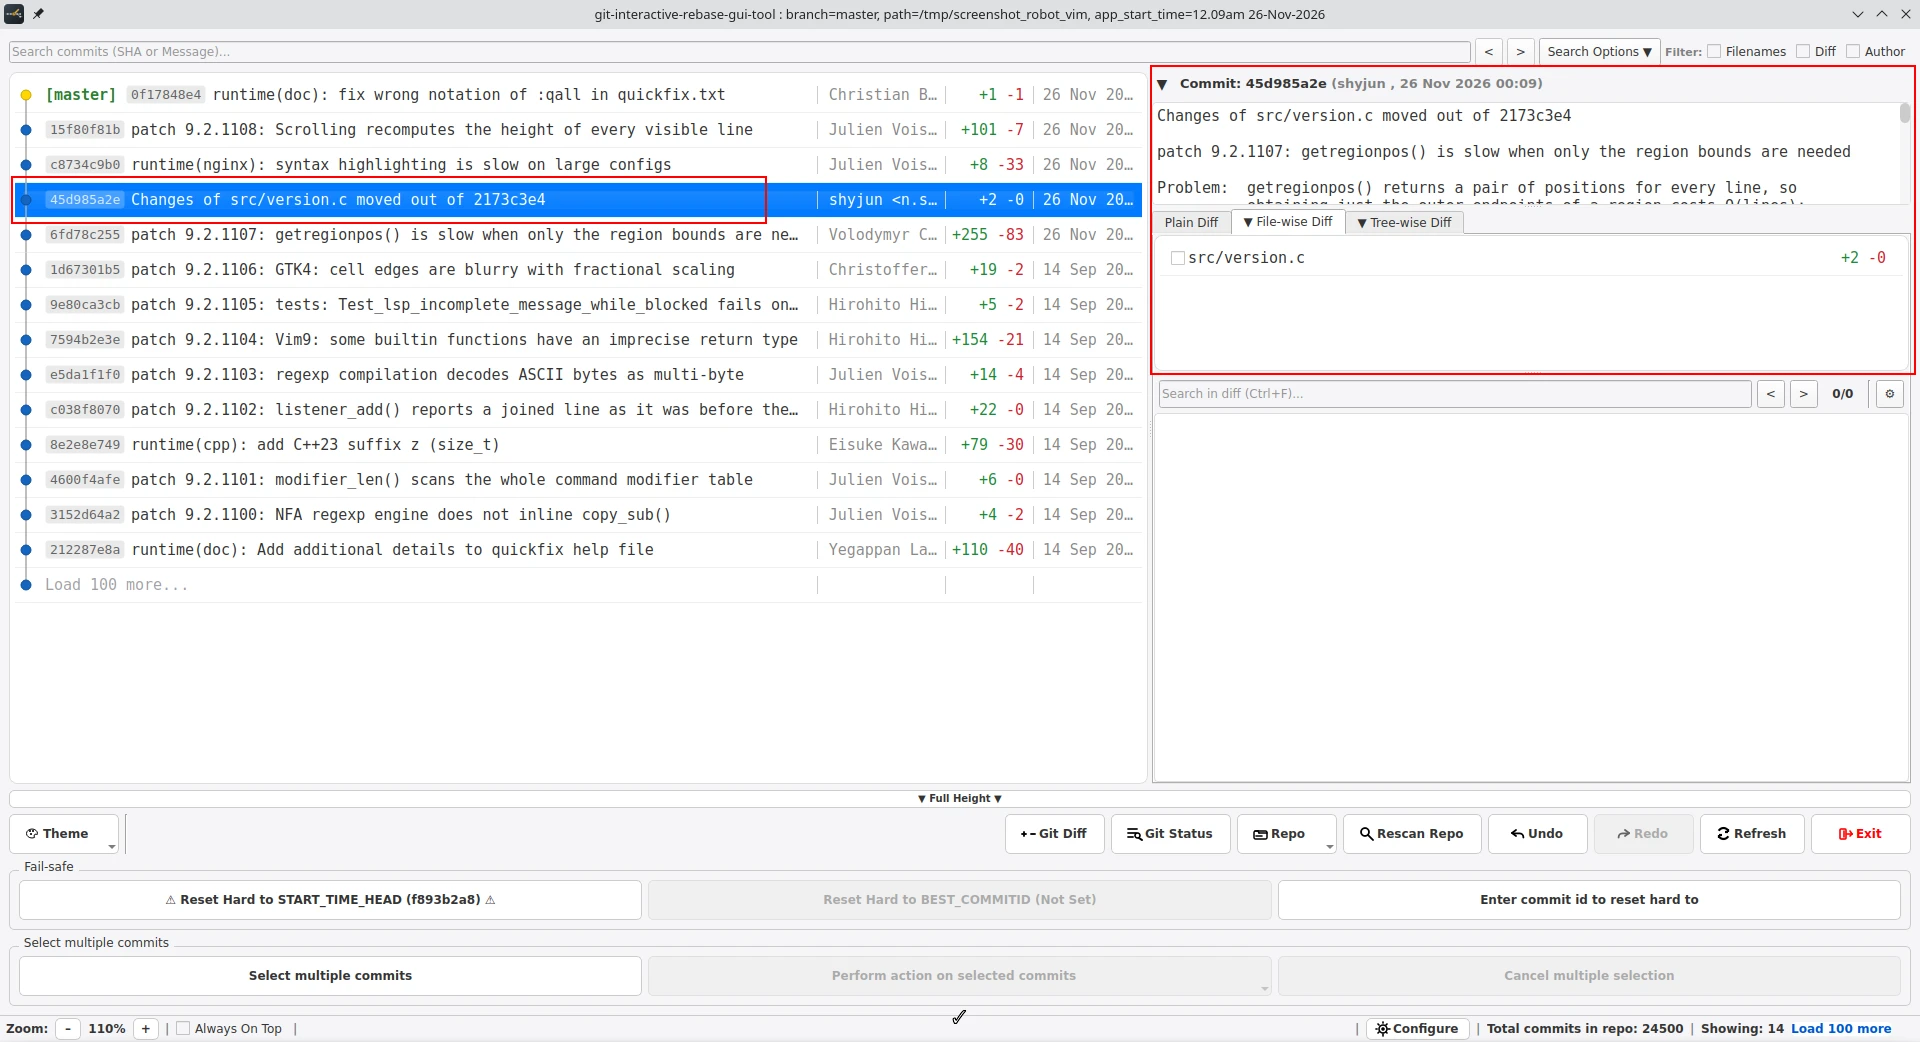 git-interactive-rebase-gui-tool : branch=master, path=/tmp/screenshot_robot_vim, app_start_time=12.09am 26-Nov-2026
Search commits (SHA or Message)...
< > Search Options ▼ Filter: Filenames Diff Author
[master] 0f17848e4 runtime(doc): fix wrong notation of :qall in quickfix.txt Christian B… +1 -1 26 Nov 20…
15f80f81b patch 9.2.1108: Scrolling recomputes the height of every visible line Julien Vois… +101 -7 26 Nov 20…
c8734c9b0 runtime(nginx): syntax highlighting is slow on large configs Julien Vois… +8 -33 26 Nov 20…
45d985a2e Changes of src/version.c moved out of 2173c3e4 shyjun <n.s… +2 -0 26 Nov 20…
6fd78c255 patch 9.2.1107: getregionpos() is slow when only the region bounds are ne… Volodymyr C… +255 -83 26 Nov 20…
1d67301b5 patch 9.2.1106: GTK4: cell edges are blurry with fractional scaling Christoffer… +19 -2 14 Sep 20…
9e80ca3cb patch 9.2.1105: tests: Test_lsp_incomplete_message_while_blocked fails on… Hirohito Hi… +5 -2 14 Sep 20…
7594b2e3e patch 9.2.1104: Vim9: some builtin functions have an imprecise return type Hirohito Hi… +154 -21 14 Sep 20…
e5da1f1f0 patch 9.2.1103: regexp compilation decodes ASCII bytes as multi-byte Julien Vois… +14 -4 14 Sep 20…
c038f8070 patch 9.2.1102: listener_add() reports a joined line as it was before the… Hirohito Hi… +22 -0 14 Sep 20…
8e2e8e749 runtime(cpp): add C++23 suffix z (size_t) Eisuke Kawa… +79 -30 14 Sep 20…
4600f4afe patch 9.2.1101: modifier_len() scans the whole command modifier table Julien Vois… +6 -0 14 Sep 20…
3152d64a2 patch 9.2.1100: NFA regexp engine does not inline copy_sub() Julien Vois… +4 -2 14 Sep 20…
212287e8a runtime(doc): Add additional details to quickfix help file Yegappan La… +110 -40 14 Sep 20…
Load 100 more...
▼ Commit: 45d985a2e (shyjun , 26 Nov 2026 00:09)
Changes of src/version.c moved out of 2173c3e4
patch 9.2.1107: getregionpos() is slow when only the region bounds are needed
Problem: getregionpos() returns a pair of positions for every line, so
obtaining just the outer endpoints of a region costs O(lines);
Plain Diff ▼ File-wise Diff ▼ Tree-wise Diff
src/version.c +2 -0
Search in diff (Ctrl+F)... < > 0/0
▼ Full Height ▼
Theme +- Git Diff Git Status Repo Rescan Repo Undo Redo Refresh Exit
Fail-safe
⚠ Reset Hard to START_TIME_HEAD (f893b2a8) ⚠ Reset Hard to BEST_COMMITID (Not Set) Enter commit id to reset hard to
Select multiple commits
Select multiple commits Perform action on selected commits Cancel multiple selection
Zoom: - 110% + | Always On Top | | Configure | Total commits in repo: 24500 | Showing: 14 Load 100 more